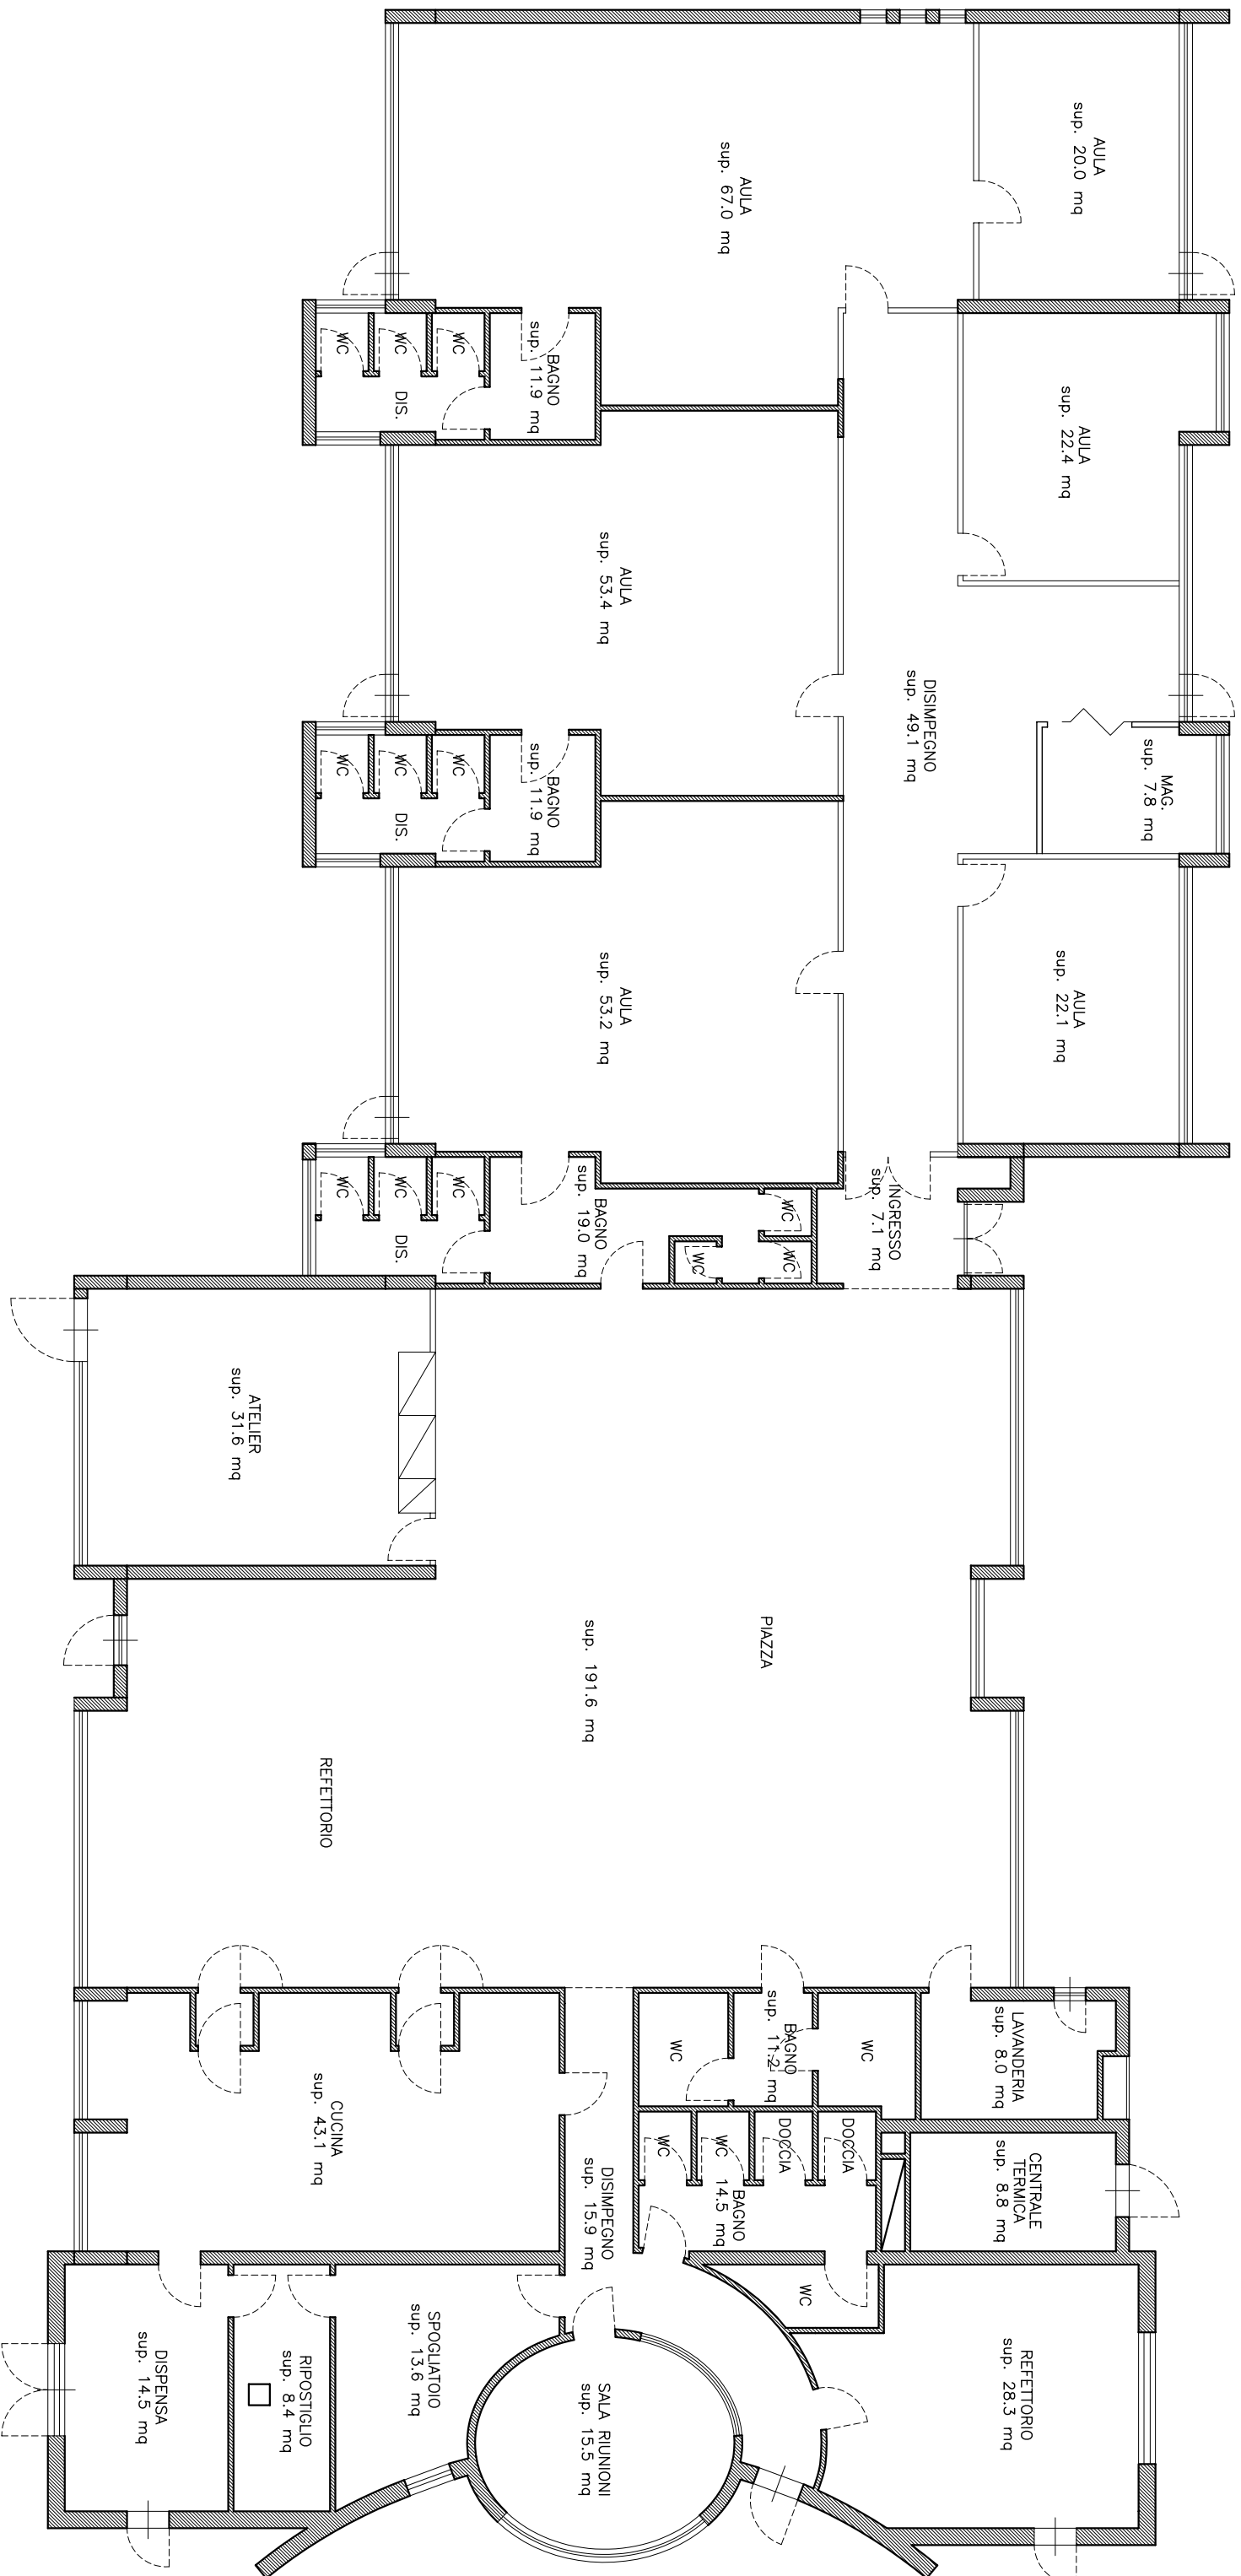 AULA
sup. 20.0 mq
AULA
sup. 67.0 mq
AULA
sup. 22.4 mq
WC
WC
WC
DIS.
BAGNO
sup. 11.9 mq
AULA
sup. 53.4 mq
DISIMPEGNO
sup. 49.1 mq
MAG.
sup. 7.8 mq
WC
WC
WC
DIS.
BAGNO
sup. 11.9 mq
AULA
sup. 53.2 mq
AULA
sup. 22.1 mq
WC
WC
WC
DIS.
BAGNO
sup. 19.0 mq
WC
WC
WC
INGRESSO
sup. 7.1 mq
ATELIER
sup. 31.6 mq
PIAZZA
sup. 191.6 mq
REFETTORIO
LAVANDERIA
sup. 8.0 mq
WC
BAGNO
sup. 11.2 mq
WC
CUCINA
sup. 43.1 mq
CENTRALE
TERMICA
sup. 8.8 mq
DOCCIA
DOCCIA
WC
WC
BAGNO
14.5 mq
DISIMPEGNO
sup. 15.9 mq
WC
REFETTORIO
sup. 28.3 mq
SALA RIUNIONI
sup. 15.5 mq
SPOGLIATOIO
sup. 13.6 mq
RIPOSTIGLIO
sup. 8.4 mq
DISPENSA
sup. 14.5 mq